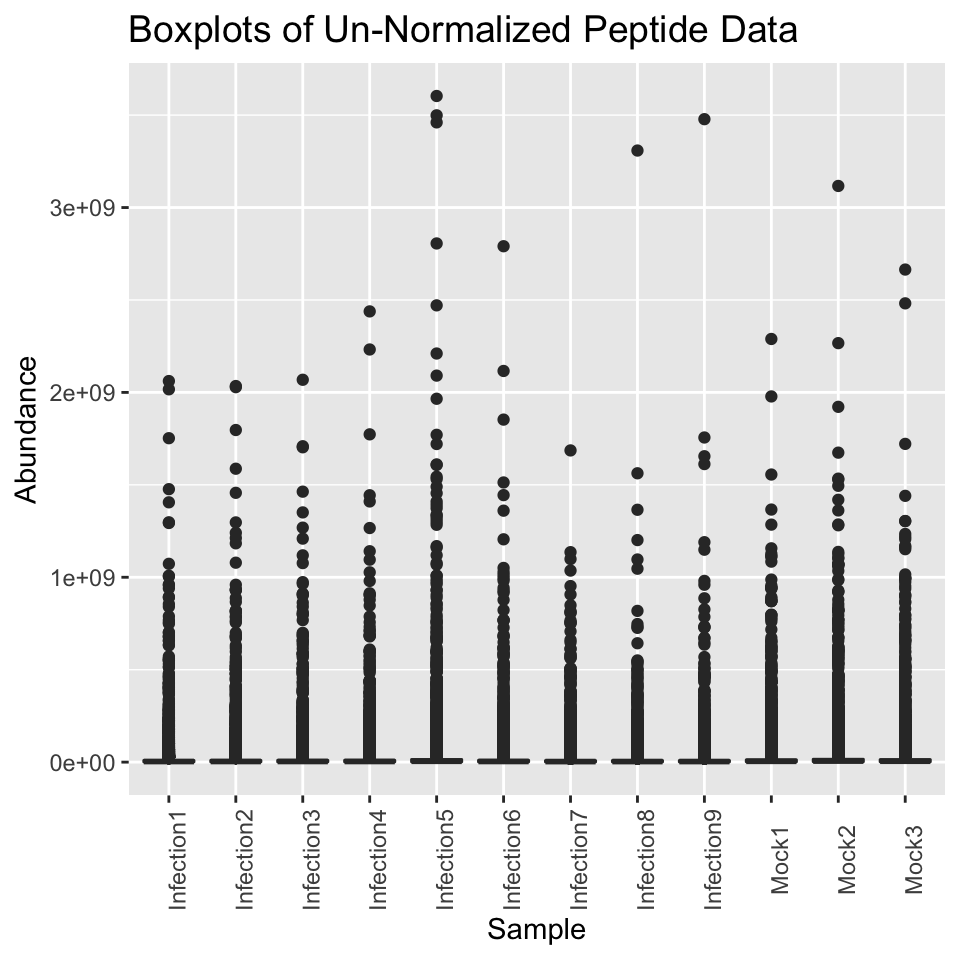 Boxplots of Un-Normalized Peptide Data
Abundance
3e+09
2e+09
1e+09
0e+00
Infection1
Infection2
Infection3
Infection4
Infection5
Infection6
Infection7
Infection8
Infection9
Mock1
Mock2
Mock3
Sample